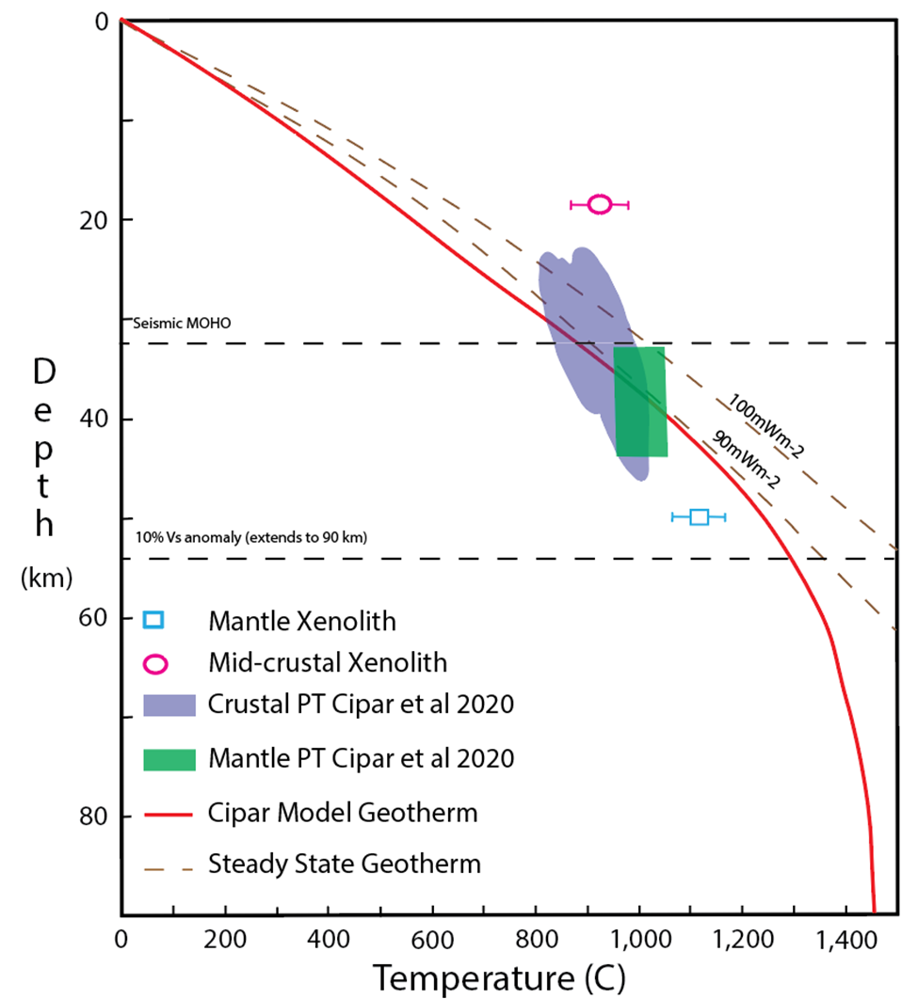 0
20
Seismic MOHO
D
e
p
t
h
(km)
40
100mWm-2
90mWm-2
10% Vs anomaly (extends to 90 km)
60
Mantle Xenolith
Mid-crustal Xenolith
Crustal PT Cipar et al 2020
Mantle PT Cipar et al 2020
80
Cipar Model Geotherm
Steady State Geotherm
0 200 400 600 800 1,000 1,200 1,400
Temperature (C)